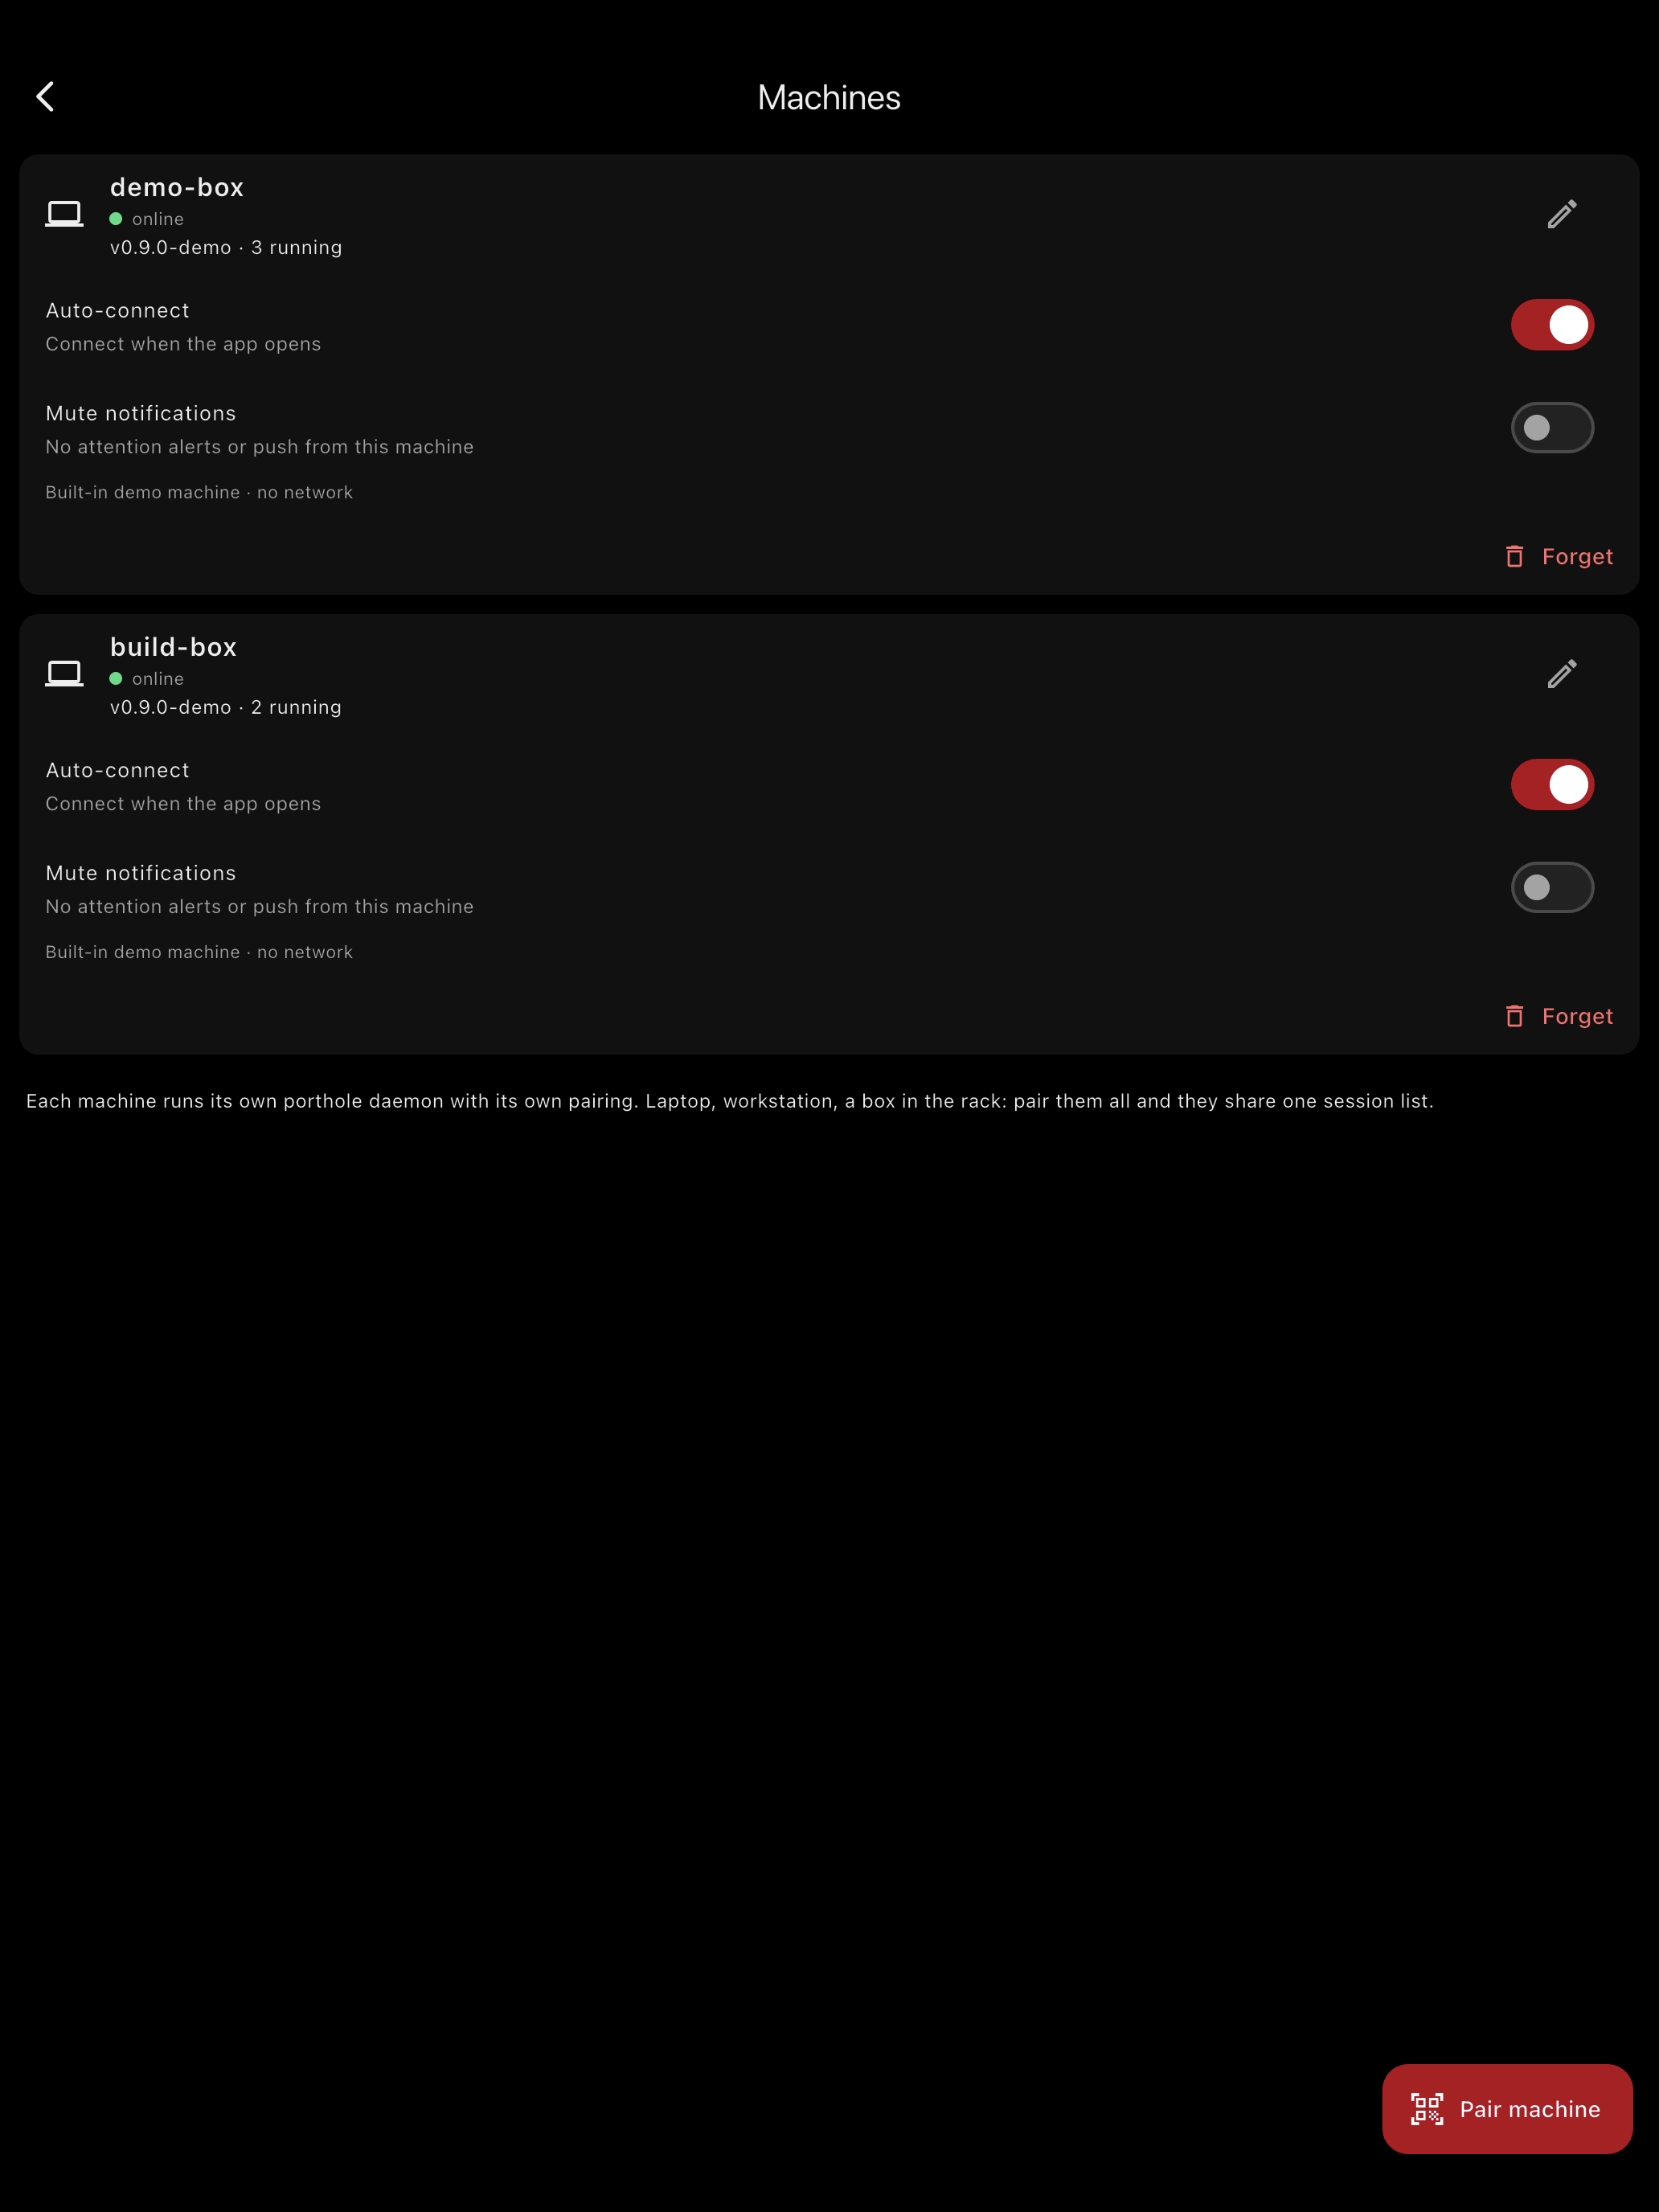 Machines
demo-box
online
v0.9.0-demo · 3 running
Auto-connect
Connect when the app opens
Mute notifications
No attention alerts or push from this machine
Built-in demo machine · no network
Forget
build-box
online
v0.9.0-demo · 2 running
Auto-connect
Connect when the app opens
Mute notifications
No attention alerts or push from this machine
Built-in demo machine · no network
Forget
Each machine runs its own porthole daemon with its own pairing. Laptop, workstation, a box in the rack: pair them all and they share one session list.
Pair machine